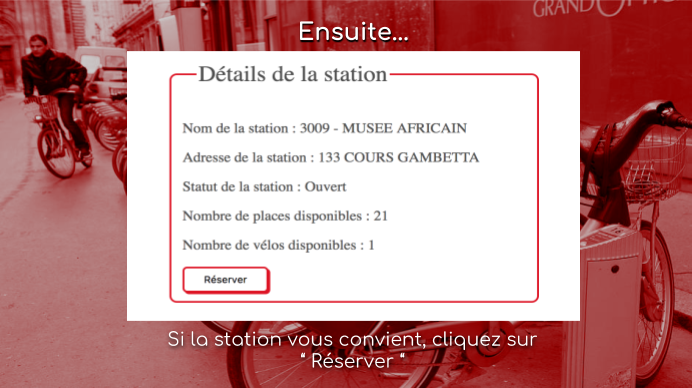 GRAND
Ensuite...
Détails de la station
Nom de la station : 3009 - MUSEE AFRICAIN
Adresse de la station : 133 COURS GAMBETTA
Statut de la station : Ouvert
Nombre de places disponibles : 21
Nombre de vélos disponibles : 1
Réserver
Si la station vous convient, cliquez sur
“ Réserver “